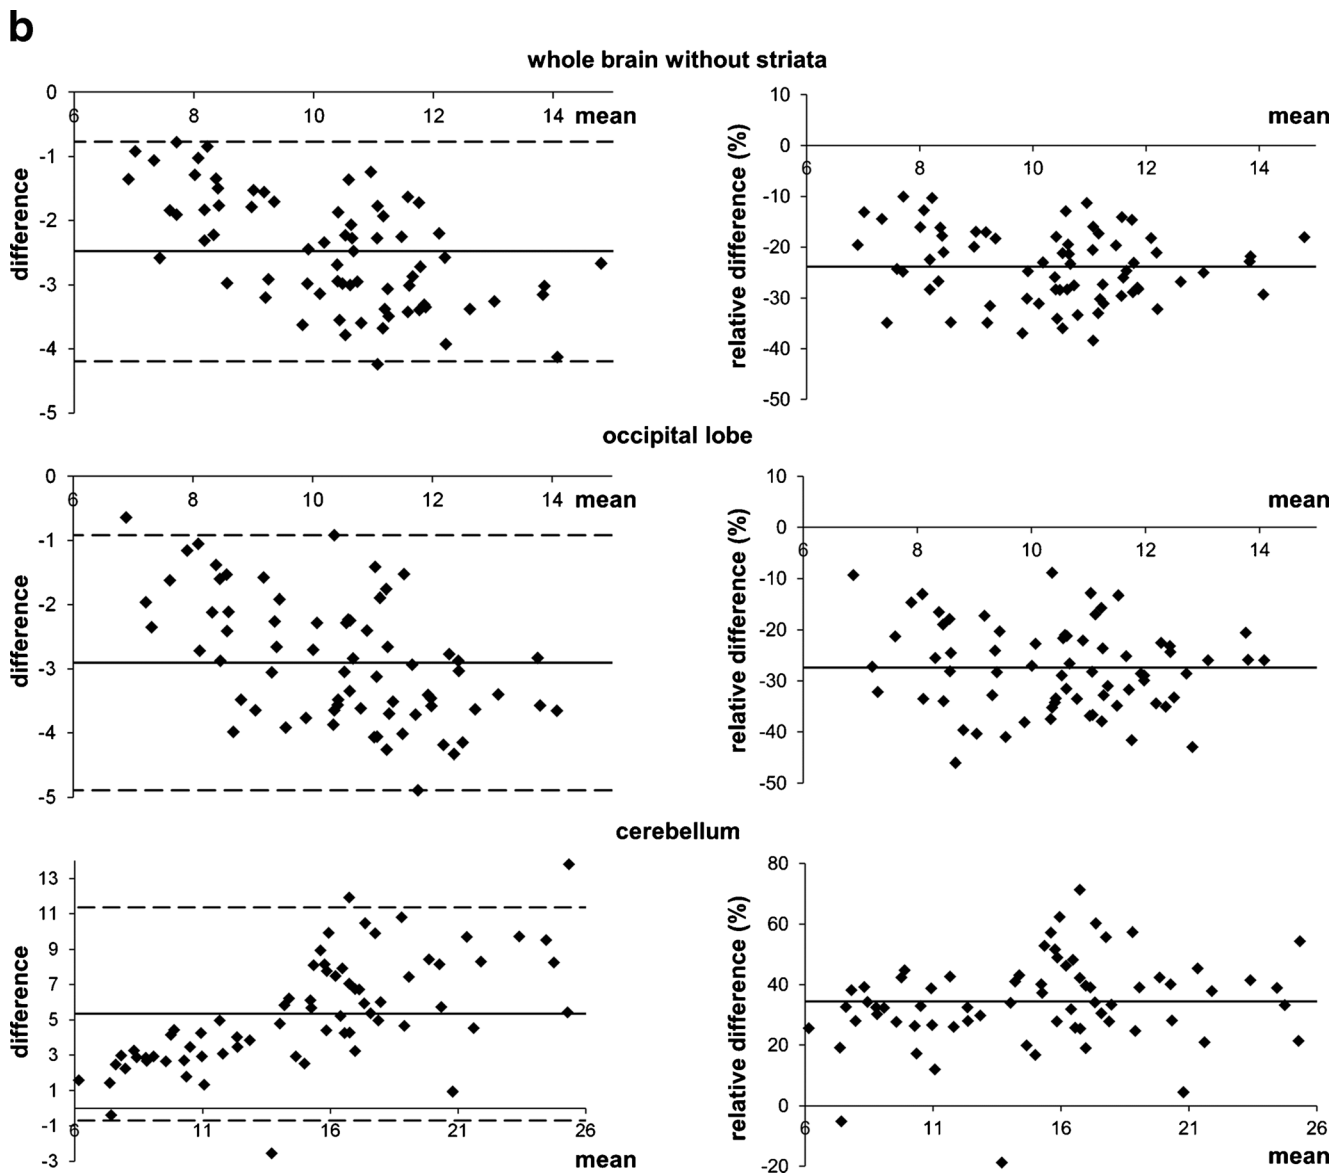 b
whole brain without striata
0
6 8 10 12 14 mean
-1
-2
-3
-4
-5
difference
10
0
6 8 10 12 14
mean
-10
-20
-30
-40
-50
relative difference (%)
occipital lobe
0
6 8 10 12 14 mean
-1
-2
-3
-4
-5
difference
10
mean
0
6 8 10 12 14
-10
-20
-30
-40
-50
relative difference (%)
cerebellum
13
11
9
7
5
3
1
-1
6 11 16 21 26
-3
mean
difference
80
60
40
20
0
6 11 16 21 26
-20
mean
relative difference (%)